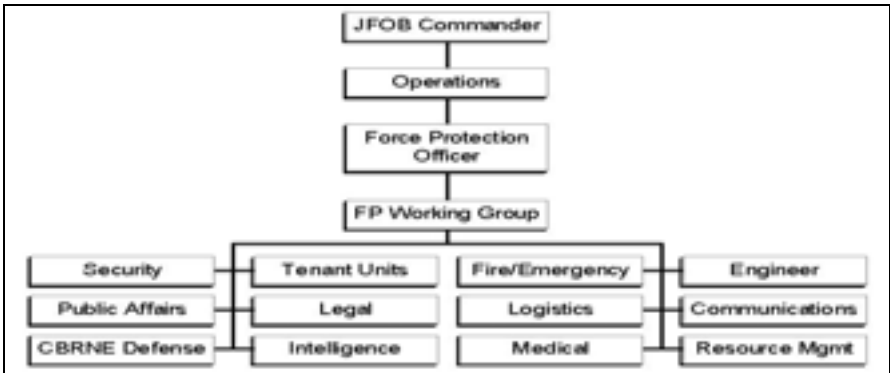 JFOB Commander
Operations
Force Protection
Officer
FP Working Group
Security
Tenant Units
Fire/Emergency
Engineer
Public Affairs
Legal
Logistics
Communications
CBRNE Defense
Intelligence
Medical
Resource Mgmt